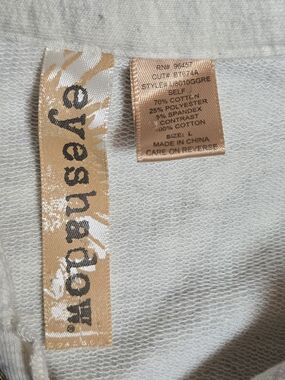 eyeshadow.
RN# 96457
CUT# BT674A
SELF
70% COTTON
25% POLYESTER
5% SPANDEX
CONTRAST
100% COTTON
SIZE: L
MADE IN CHINA
CARE ON REVERSE